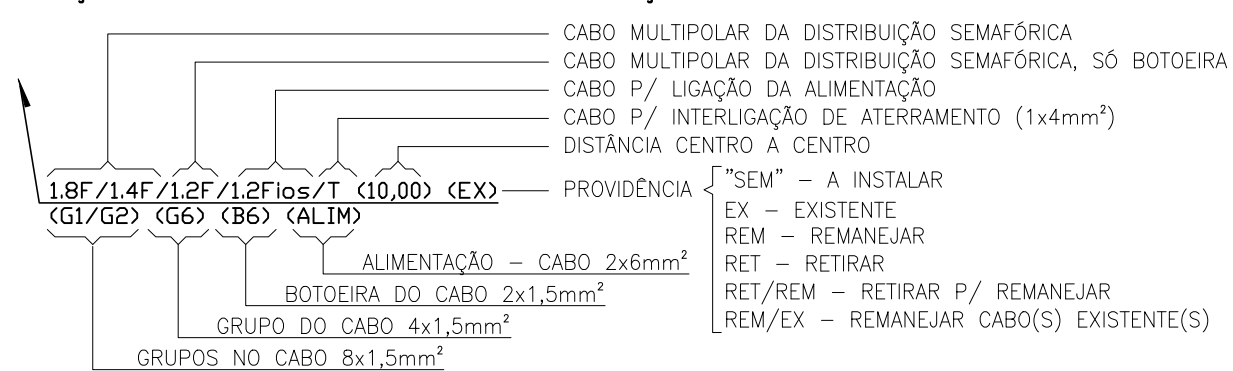 CABO MULTIPOLAR DA DISTRIBUIÇÃO SEMAFÓRICA
CABO MULTIPOLAR DA DISTRIBUIÇÃO SEMAFÓRICA, SÓ BOTOEIRA
CABO P/ LIGAÇÃO DA ALIMENTAÇÃO
CABO P/ INTERLIGAÇÃO DE ATERRAMENTO (1x4mm²)
DISTÂNCIA CENTRO A CENTRO
1.8F/1.4F/1.2F/1.2Fios/T (10,00) (EX)
PROVIDÊNCIA
"SEM" – A INSTALAR
EX – EXISTENTE
REM – REMANEJAR
RET – RETIRAR
RET/REM – RETIRAR P/ REMANEJAR
REM/EX – REMANEJAR CABO(S) EXISTENTE(S)
(G1/G2) (G6) (B6) (ALIM)
ALIMENTAÇÃO – CABO 2x6mm²
BOTOEIRA DO CABO 2x1,5mm²
GRUPO DO CABO 4x1,5mm²
GRUPOS NO CABO 8x1,5mm²